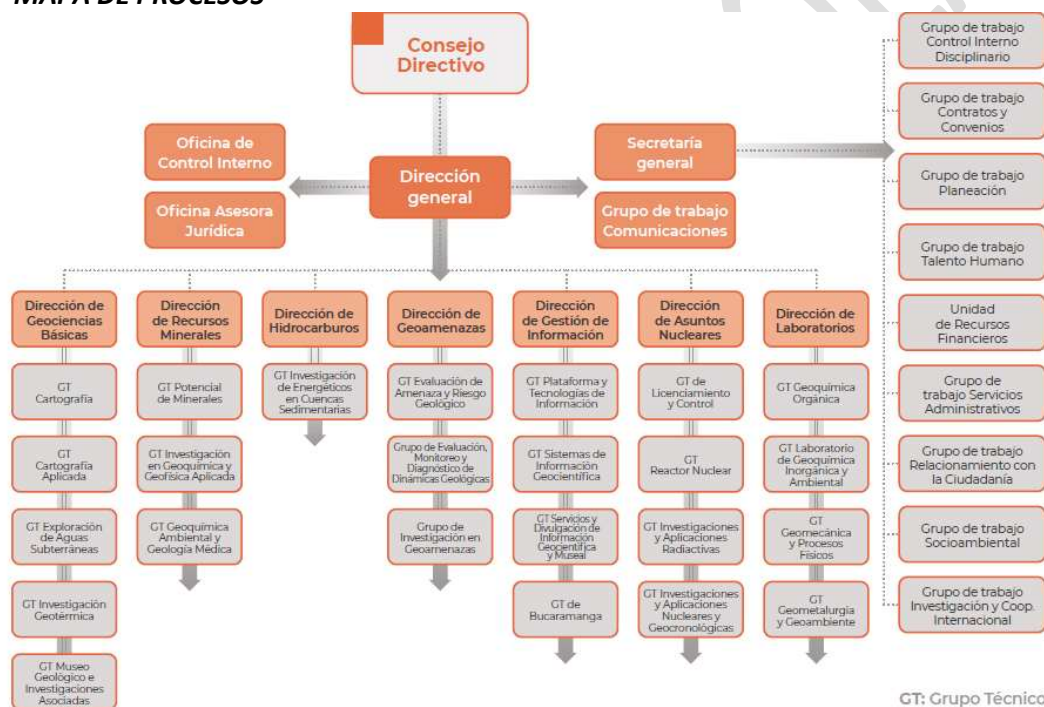 MAPA DE PROCESOS
Consejo
Directivo
Oficina de
Control Interno
Oficina Asesora
Jurídica
Dirección
general
Secretaría
general
Grupo de trabajo
Comunicaciones
Grupo de trabajo
Control Interno
Disciplinario
Grupo de trabajo
Contratos y
Convenios
Grupo de trabajo
Planeación
Grupo de trabajo
Talento Humano
Unidad
de Recursos
Financieros
Grupo de
trabajo Servicios
Administrativos
Grupo de trabajo
Relacionamiento con
la Ciudadanía
Grupo de trabajo
Socioambiental
Grupo de trabajo
Investigación y Coop.
Internacional
Dirección de
Geociencias
Básicas
GT
Cartografía
GT
Cartografía
Aplicada
GT Exploración
de Aguas
Subterráneas
GT Investigación
Geotérmica
GT Museo
Geológico e
Investigaciones
Asociadas
Dirección
de Recursos
Minerales
GT Potencial
de Minerales
GT Investigación
en Geoquímica y
Geofísica Aplicada
GT Geoquímica
Ambiental y
Geología Médica
Dirección de
Hidrocarburos
GT Investigación
de Energéticos
en Cuencas
Sedimentarias
Dirección de
Geoamenazas
GT Evaluación de
Amenaza y Riesgo
Geológico
Grupo de Evaluación,
Monitoreo y
Diagnóstico de
Dinámicas Geológicas
Grupo de
Investigación en
Geoamenazas
Dirección
de Gestión de
Información
GT Plataforma y
Tecnologías de
Información
GT Sistemas de
Información
Geocientífica
GT Servicios y
Divulgación de
Información
Geocientífica
y Museal
GT de
Bucaramanga
Dirección
de Asuntos
Nucleares
GT de
Licenciamiento
y Control
GT
Reactor Nuclear
GT Investigaciones
y Aplicaciones
Radiactivas
GT Investigaciones
y Aplicaciones
Nucleares y
Geocronológicas
Dirección de
Laboratorios
GT Geoquímica
Orgánica
GT Laboratorio
de Geoquímica
Inorgánica y
Ambiental
GT
Geomecánica
y Procesos
Físicos
GT
Geometalurgia
y Geoambiente
GT: Grupo Técnico